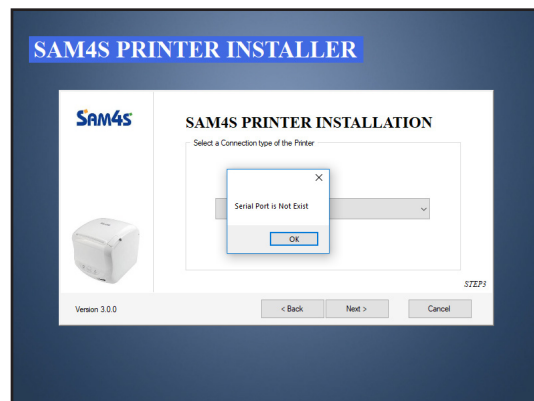 SAM4S PRINTER INSTALLER
SAM4S
SAM4S PRINTER INSTALLATION
Select a Connection type of the Printer
Serial Port is Not Exist
OK
STEP3
Version 3.0.0
< Back
Next >
Cancel